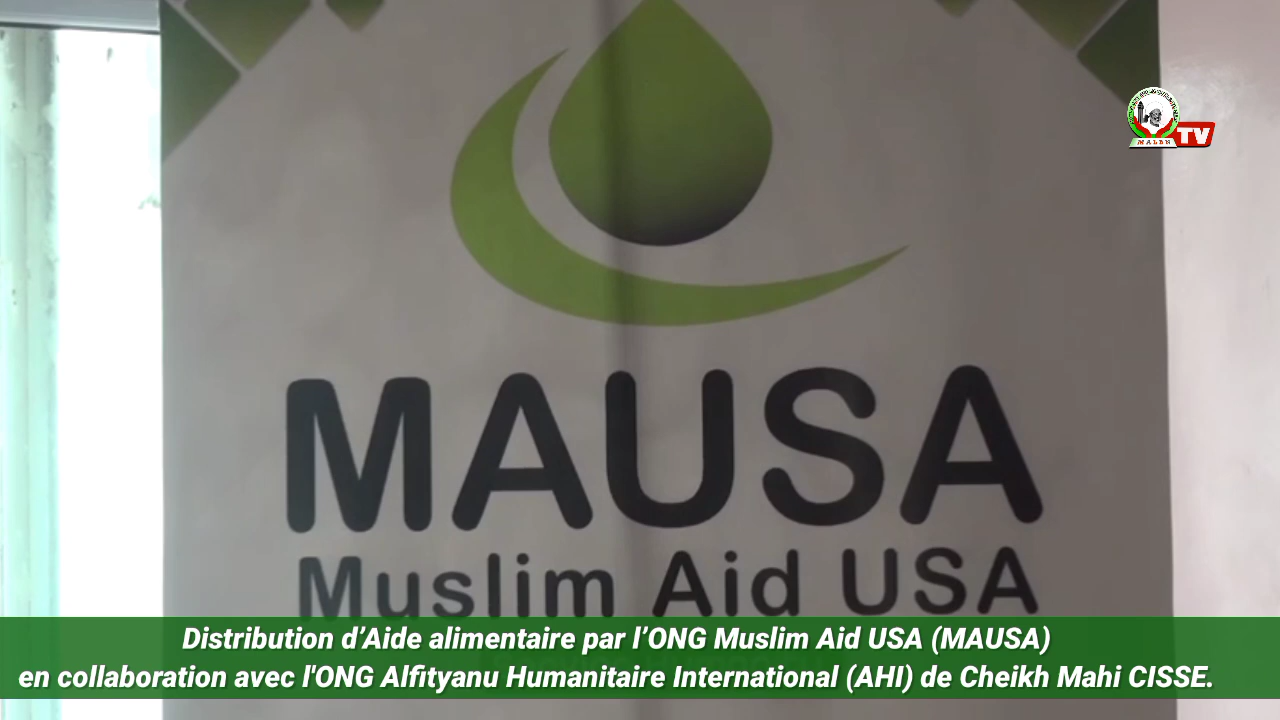 MALBN
TV
MAUSA
Muslim Aid USA
Distribution d’Aide alimentaire par l’ONG Muslim Aid USA (MAUSA)
en collaboration avec l'ONG Alfityanu Humanitaire International (AHI) de Cheikh Mahi CISSE.